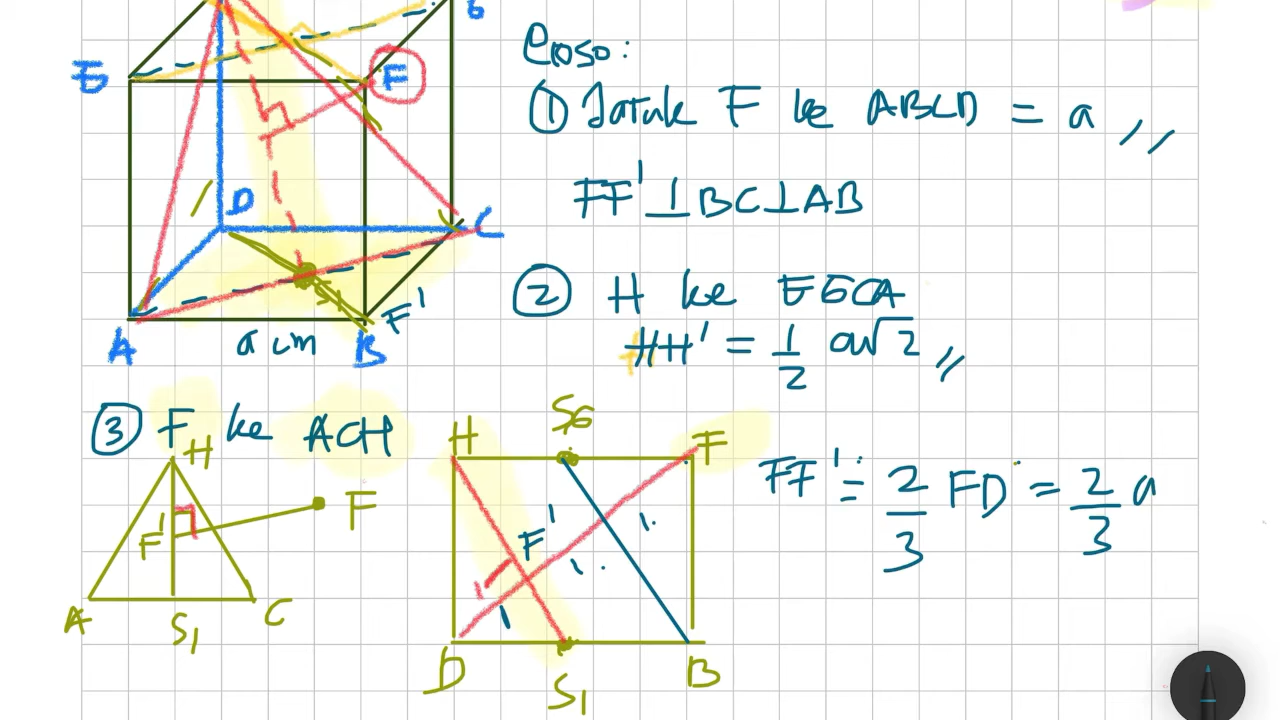 G
E
F
D
C
A
a cm
B
F'
① Jarak F ke ABCD = a //
FF' ⊥ BC ⊥ AB
② H ke EGCA
HH' = 1/2 a√2 //
③ F ke ACH
H
F'
F
A
S1
C
H
S6
F
F'
D
S1
B
FF' = 2/3 FD = 2/3 a